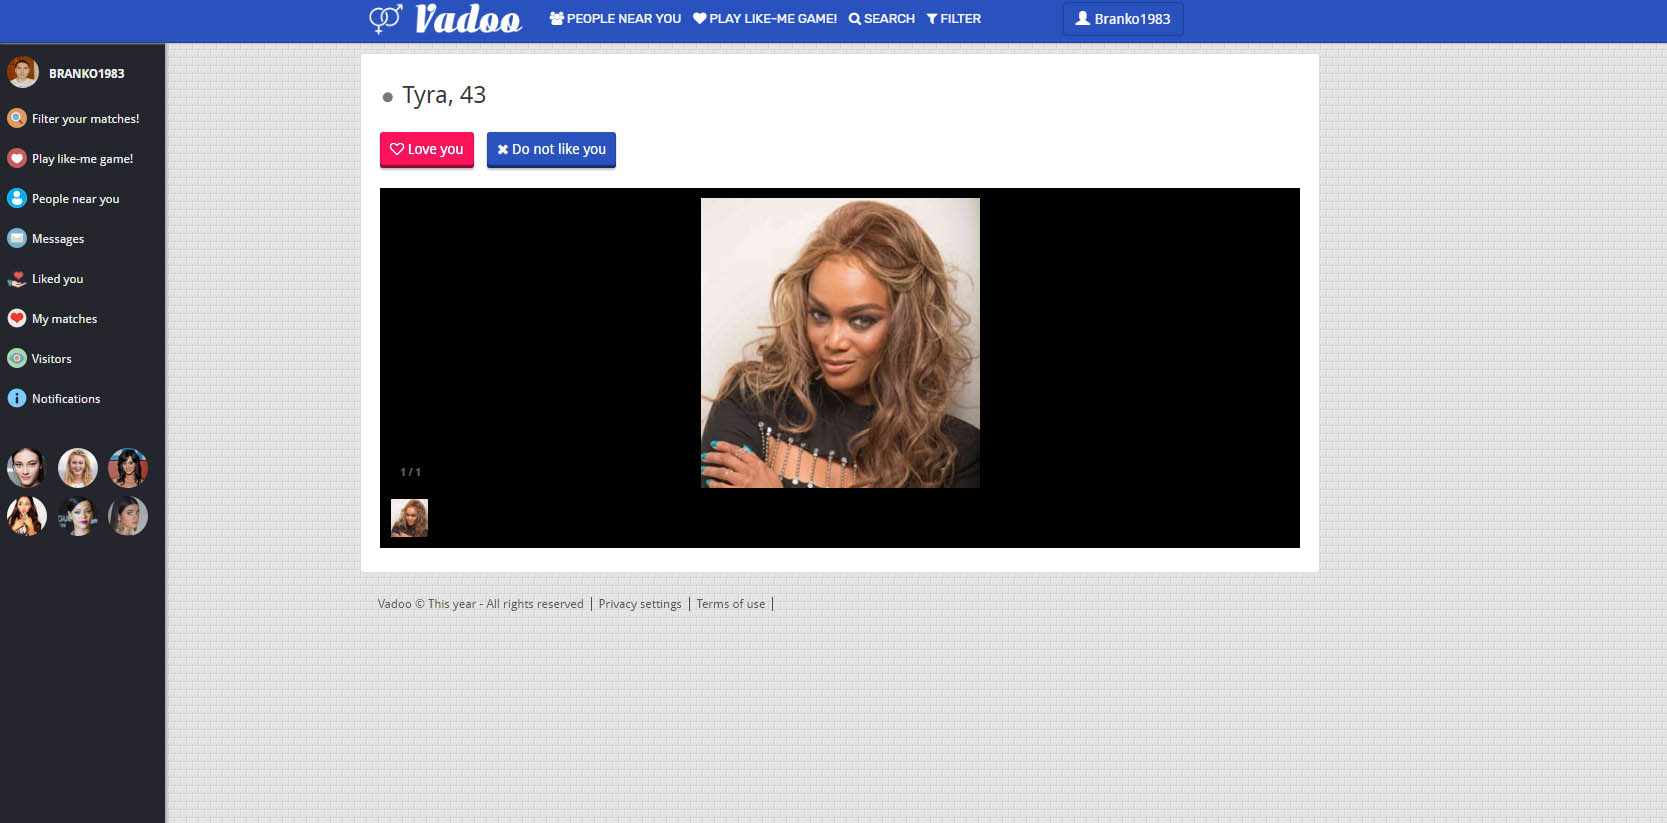 Vadoo
PEOPLE NEAR YOU PLAY LIKE-ME GAME! SEARCH FILTER
Branko1983
BRANKO1983
Filter your matches!
Play like-me game!
People near you
Messages
Liked you
My matches
Visitors
Notifications
Tyra, 43
Love you
Do not like you
1 / 1
Vadoo © This year - All rights reserved | Privacy settings | Terms of use |